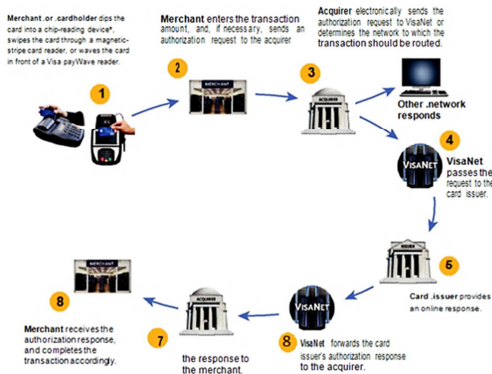 Merchant .or .cardholder dips the
card into a chip-reading device*,
swipes the card through a magnetic-
stripe card reader, or waves the card
in front of a Visa payWave reader.
1
Merchant enters the transaction
amount, and, if necessary, sends an
authorization request to the acquirer
2
MERCHANT
Acquirer electronically sends the
authorization request to VisaNet or
determines the network to which the
transaction should be routed.
3
ACQUIRER
Other .network
responds
4
VISANET
VisaNet
passes the
request to the
card issuer.
ISSUER
5
Card .issuer provides
an online response.
VISANET
8
VisaNet forwards the card
issuer's authorization response
to the acquirer.
ACQUIRER
7
the response to
the merchant.
MERCHANT
8
Merchant receives the
authorization response,
and completes the
transaction accordingly.